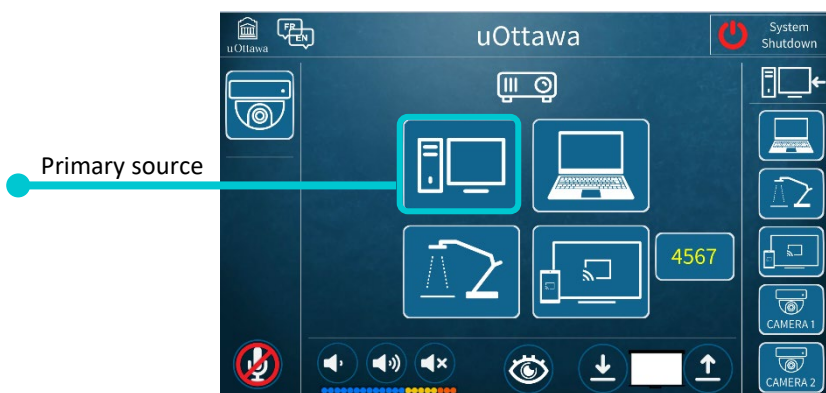 uOttawa
FR
EN
uOttawa
System
Shutdown
Primary source
4567
CAMERA 1
CAMERA 2